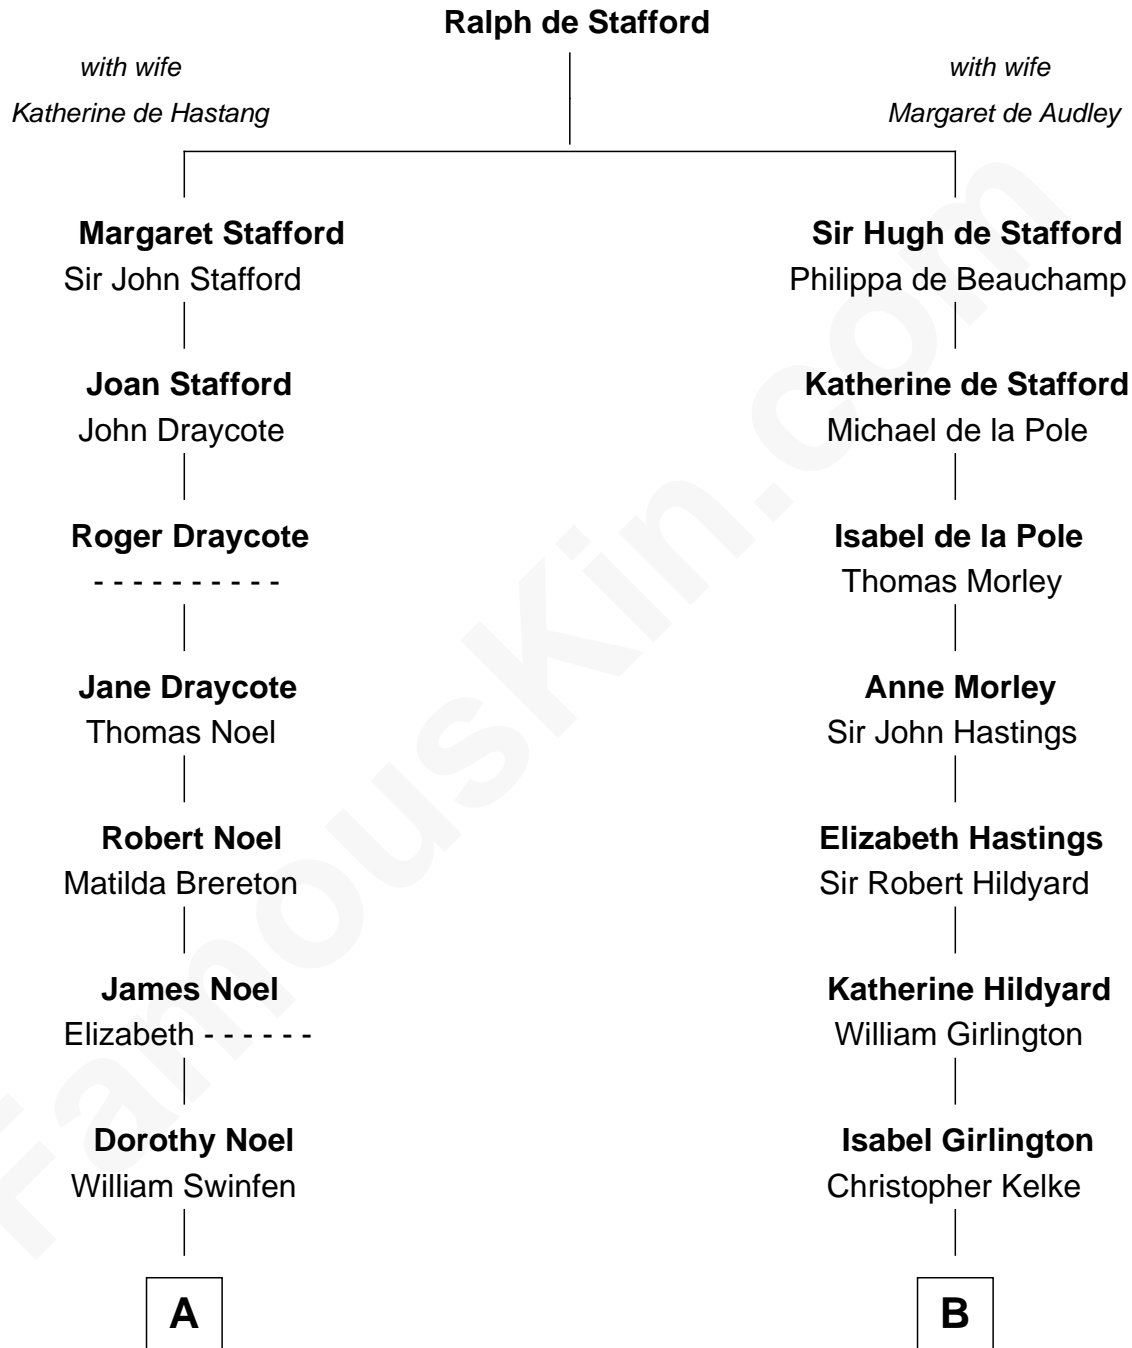 Ralph de Stafford
with wife
Katherine de Hastang
with wife
Margaret de Audley
Margaret Stafford
Sir John Stafford
Sir Hugh de Stafford
Philippa de Beauchamp
Joan Stafford
John Draycote
Katherine de Stafford
Michael de la Pole
Roger Draycote
- - - - - - - - - -
Isabel de la Pole
Thomas Morley
Jane Draycote
Thomas Noel
Anne Morley
Sir John Hastings
Robert Noel
Matilda Brereton
Elizabeth Hastings
Sir Robert Hildyard
James Noel
Elizabeth - - - - - -
Katherine Hildyard
William Girlington
Dorothy Noel
William Swinfen
Isabel Girlington
Christopher Kelke
A
B
FamousKin.com